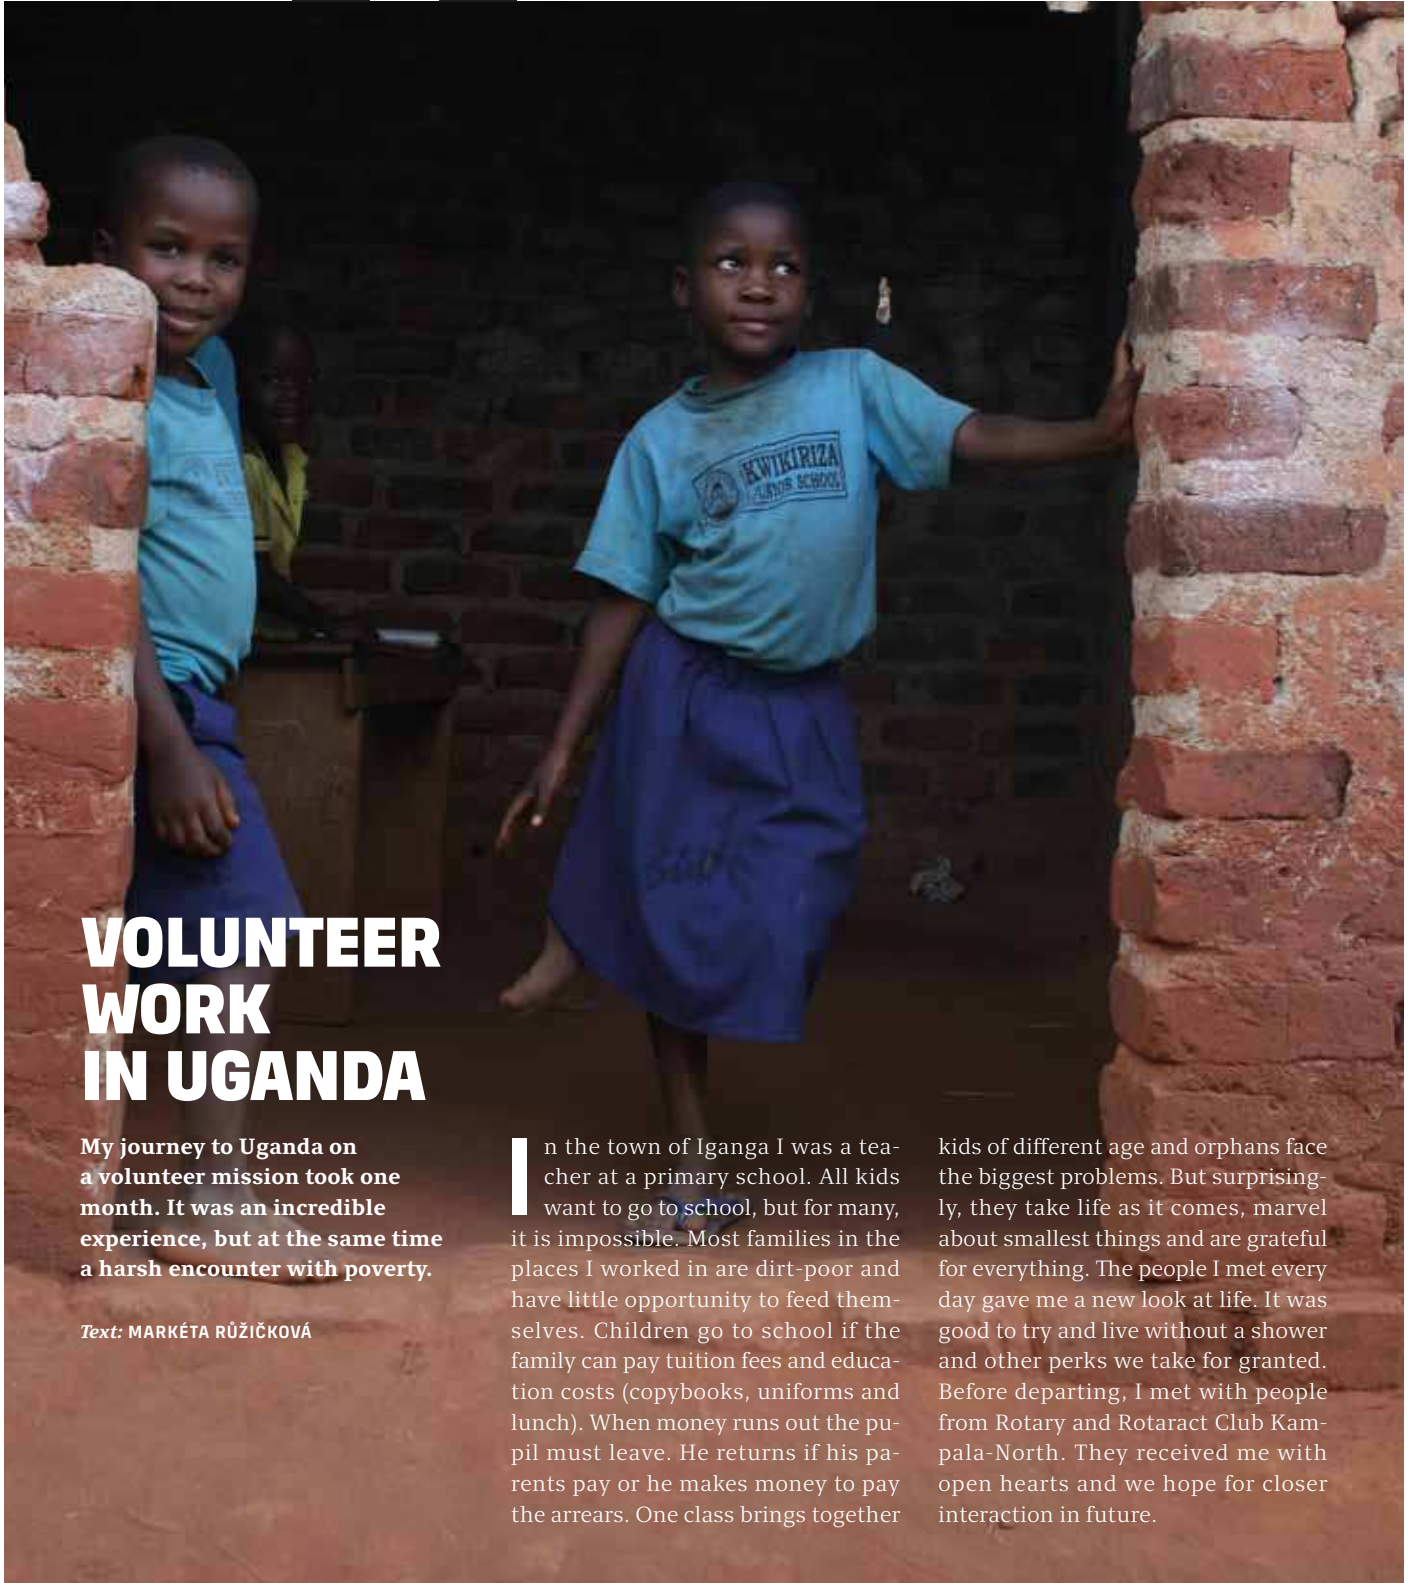 KWIKIRIZA
SCHOOL
VOLUNTEER
WORK
IN UGANDA
My journey to Uganda on
a volunteer mission took one
month. It was an incredible
experience, but at the same time
a harsh encounter with poverty.
Text: MARKÉTA RŮŽIČKOVÁ
In the town of Iganga I was a tea-
cher at a primary school. All kids
want to go to school, but for many,
it is impossible. Most families in the
places I worked in are dirt-poor and
have little opportunity to feed them-
selves. Children go to school if the
family can pay tuition fees and educa-
tion costs (copybooks, uniforms and
lunch). When money runs out the pu-
pil must leave. He returns if his pa-
rents pay or he makes money to pay
the arrears. One class brings together
kids of different age and orphans face
the biggest problems. But surprising-
ly, they take life as it comes, marvel
about smallest things and are grateful
for everything. The people I met every
day gave me a new look at life. It was
good to try and live without a shower
and other perks we take for granted.
Before departing, I met with people
from Rotary and Rotaract Club Kam-
pala-North. They received me with
open hearts and we hope for closer
interaction in future.